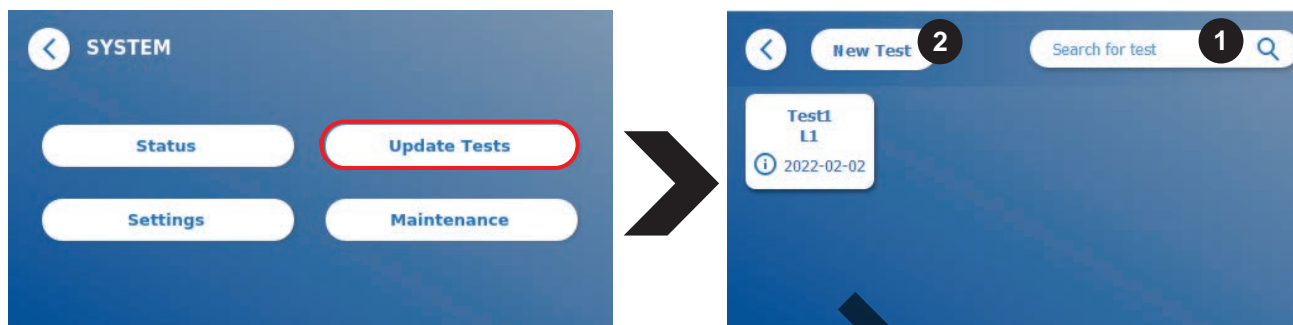 SYSTEM
Status
Update Tests
Settings
Maintenance
New Test 2
Search for test 1
Test1
L1
2022-02-02